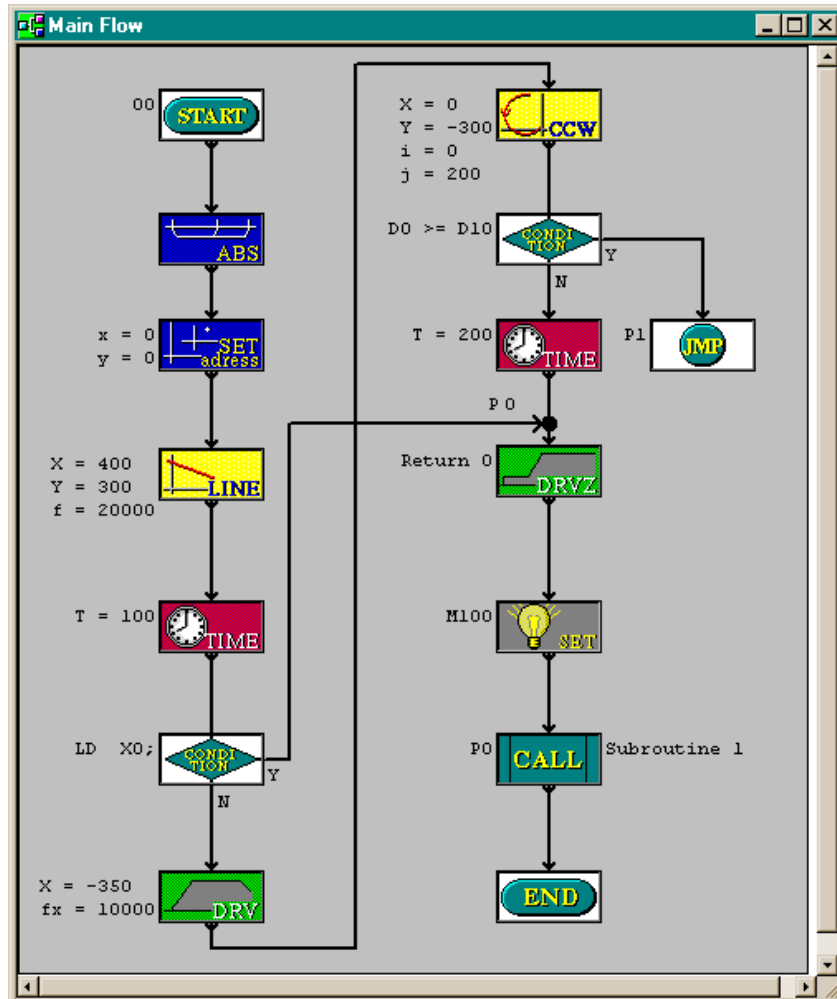 Main Flow
00
START
ABS
x = 0
y = 0
SET
adress
X = 400
Y = 300
f = 20000
LINE
T = 100
TIME
LD X0;
CONDI
TION
Y
N
X = -350
fx = 10000
DRV
X = 0
Y = -300
i = 0
j = 200
CCW
D0 >= D10
CONDI
TION
Y
N
T = 200
TIME
P1
JMP
P0
Return 0
DRVZ
M100
SET
P0
CALL
Subroutine 1
END